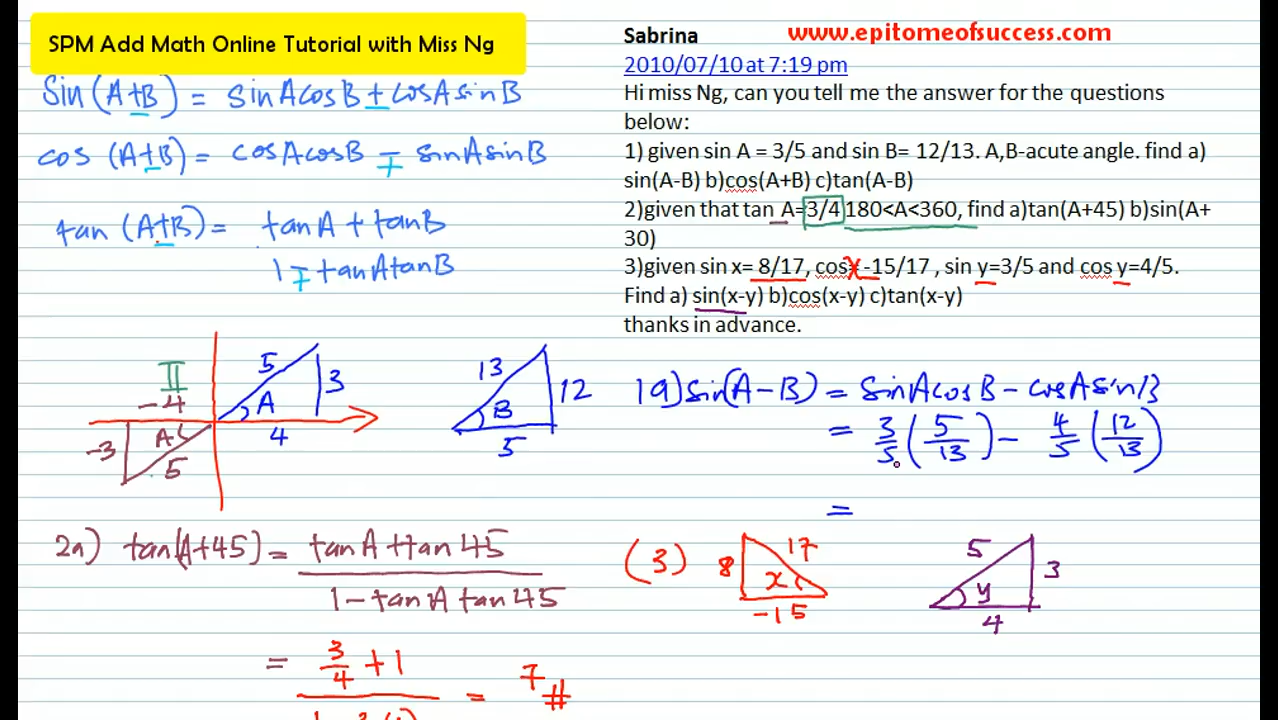 SPM Add Math Online Tutorial with Miss Ng
Sin(A±B) = sinAcosB ± cosAsinB
cos (A±B) = cosAcosB ∓ sinAsinB
tan (A±B) = tanA + tanB
1 ∓ tanAtanB
Sabrina
www.epitomeofsuccess.com
2010/07/10 at 7:19 pm
Hi miss Ng, can you tell me the answer for the questions
below:
1) given sin A = 3/5 and sin B= 12/13. A,B-acute angle. find a)
sin(A-B) b)cos(A+B) c)tan(A-B)
2)given that tan A=3/4 180<A<360, find a)tan(A+45) b)sin(A+
30)
3)given sin x= 8/17, cos x -15/17 , sin y=3/5 and cos y=4/5.
Find a) sin(x-y) b)cos(x-y) c)tan(x-y)
thanks in advance.
II
-4
5
3
A
4
-3
A
5
13
12
B
5
1a) sin(A-B) = sinAcosB - cosAsinB
= 3/5 (5/13) - 4/5 (12/13)
=
2a) tan(A+45) = tanA + tan45
1 - tanA tan45
= 3/4 + 1
= 7 #
(3)
8
17
x
-15
5
3
y
4